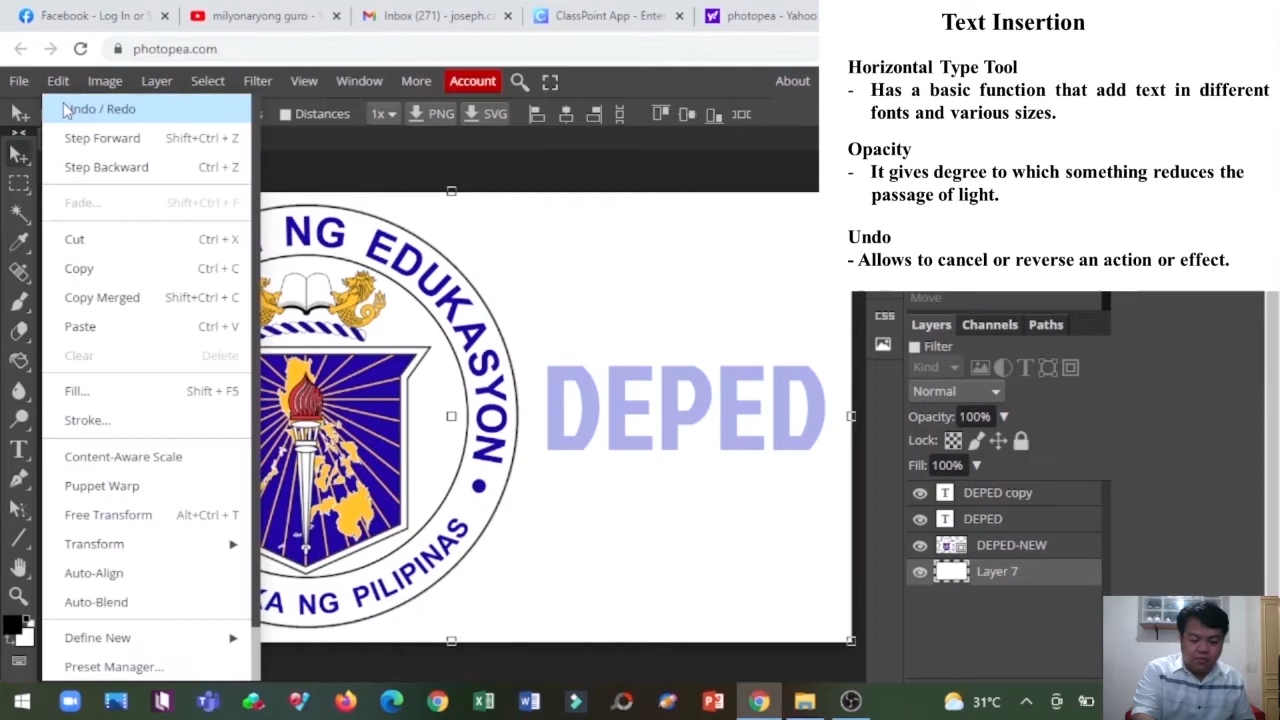 Facebook – Log In or S
milyonaryong guro -
Inbox (271) - joseph.ca
ClassPoint App - Enter
photopea - Yahoo
photopea.com
File Edit Image Layer Select Filter View Window More Account About
Distances 1x PNG SVG
Undo / Redo
Step Forward Shift+Ctrl + Z
Step Backward Ctrl + Z
Fade... Shift+Ctrl + F
Cut Ctrl + X
Copy Ctrl + C
Copy Merged Shift+Ctrl + C
Paste Ctrl + V
Clear Delete
Fill... Shift + F5
Stroke...
Content-Aware Scale
Puppet Warp
Free Transform Alt+Ctrl + T
Transform
Auto-Align
Auto-Blend
Define New
Preset Manager...
NG EDUKASYON
NG PILIPINAS
DEPED
Text Insertion
Horizontal Type Tool
- Has a basic function that add text in different
fonts and various sizes.
Opacity
- It gives degree to which something reduces the
passage of light.
Undo
- Allows to cancel or reverse an action or effect.
Move
CSS
Layers Channels Paths
Filter
Kind
Normal
Opacity: 100%
Lock:
Fill: 100%
DEPED copy
DEPED
DEPED-NEW
Layer 7
31°C